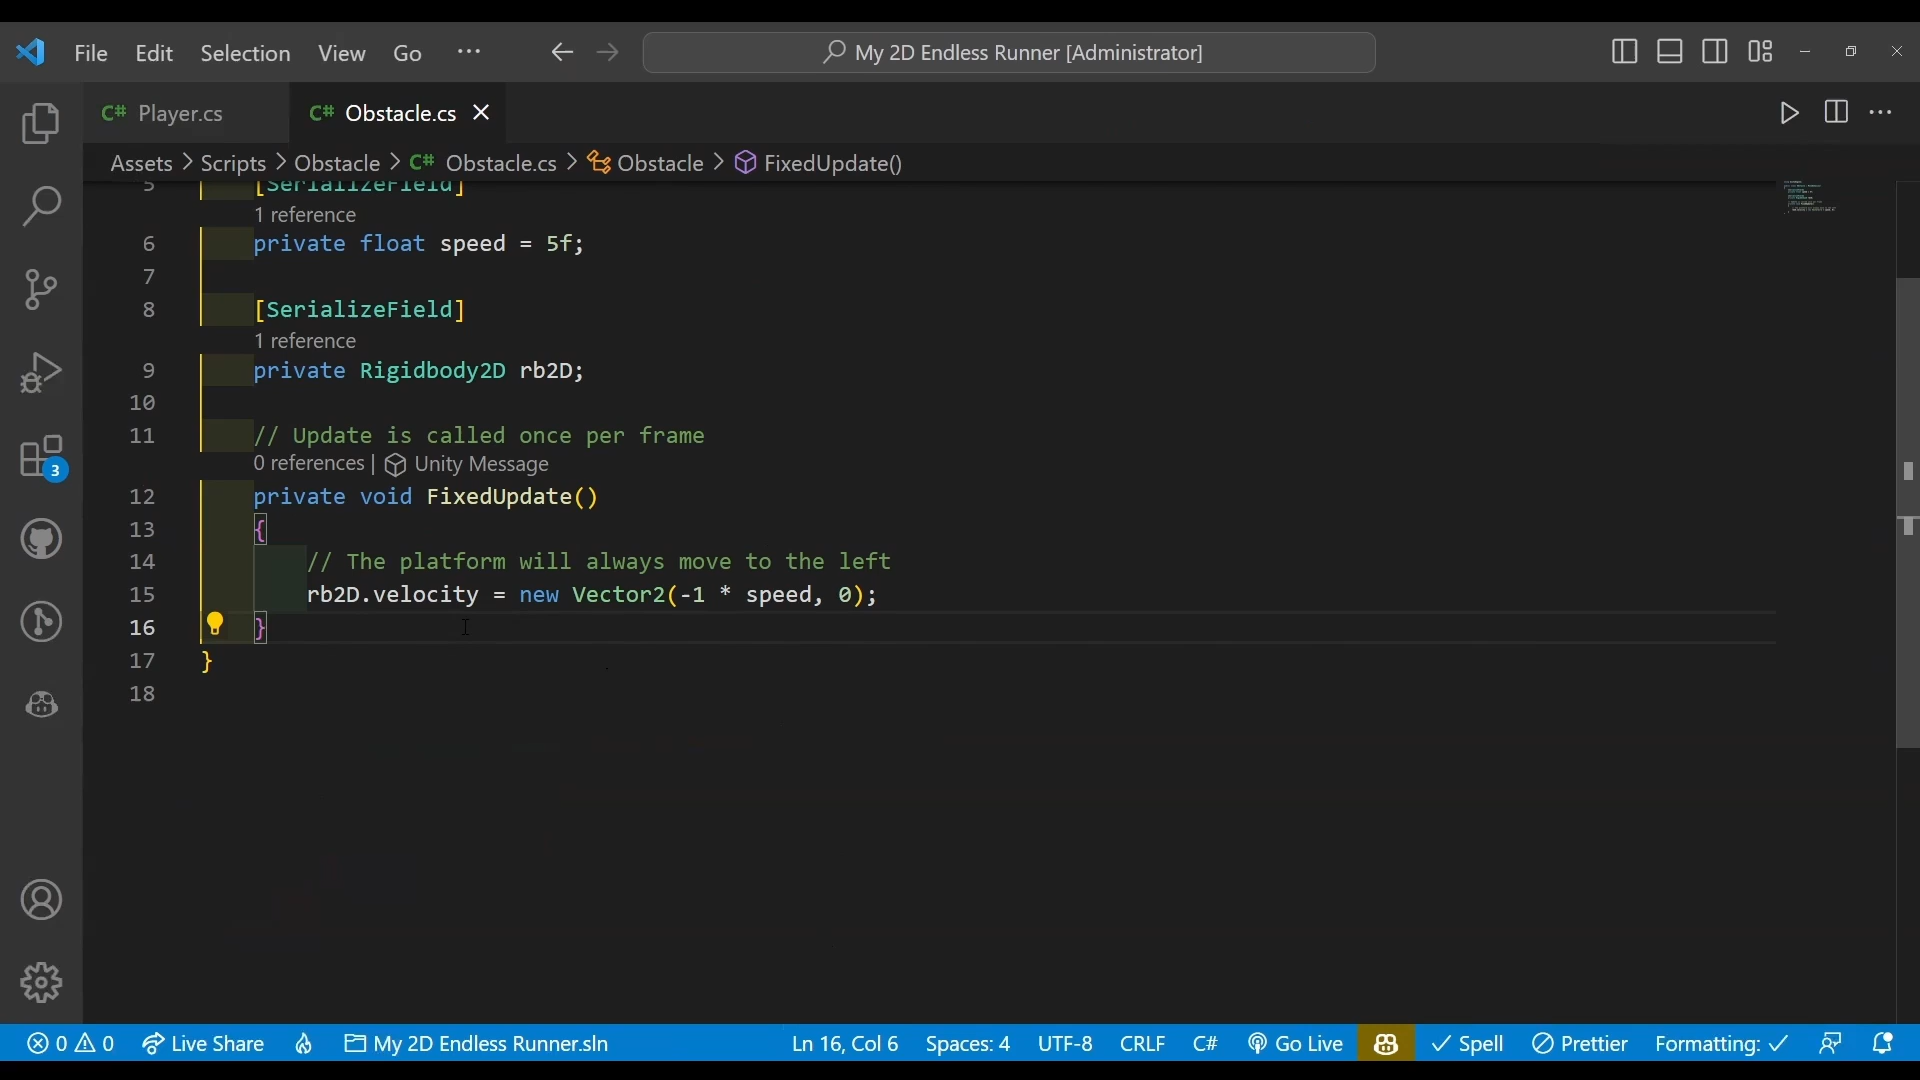 File Edit Selection View Go ···
My 2D Endless Runner [Administrator]
C# Player.cs
C# Obstacle.cs
Assets > Scripts > Obstacle > C# Obstacle.cs > Obstacle > FixedUpdate()
5 [SerializeField]
1 reference
6 private float speed = 5f;
7
8 [SerializeField]
1 reference
9 private Rigidbody2D rb2D;
10
11 // Update is called once per frame
0 references | Unity Message
12 private void FixedUpdate()
13 {
14 // The platform will always move to the left
15 rb2D.velocity = new Vector2(-1 * speed, 0);
16 }
17 }
18
3
0 0 Live Share My 2D Endless Runner.sln Ln 16, Col 6 Spaces: 4 UTF-8 CRLF C# Go Live Spell Prettier Formatting: ✓